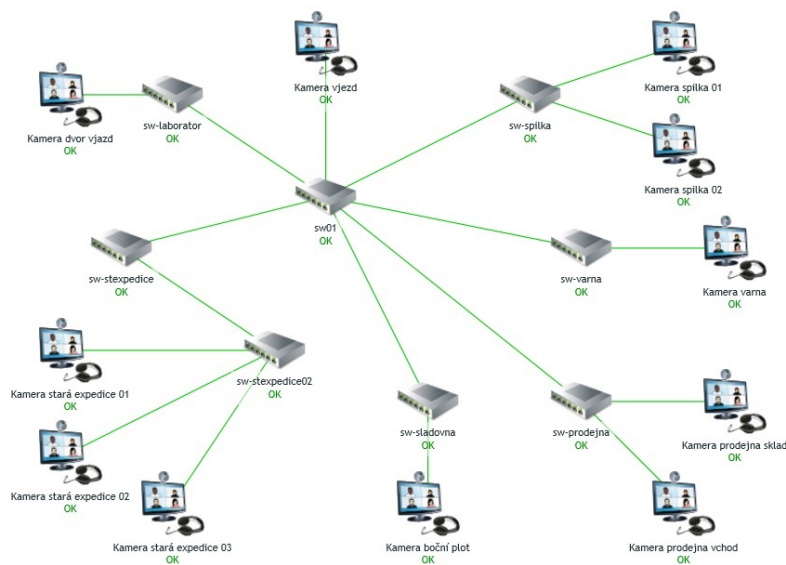 Kamera vjezd
OK
Kamera spilka 01
OK
sw-laborator
OK
sw-spilka
OK
Kamera dvor vjazd
OK
Kamera spilka 02
OK
sw01
OK
sw-stexpedice
OK
sw-varna
OK
Kamera varna
OK
sw-stexpedice02
OK
Kamera stará expedice 01
OK
sw-sladovna
OK
sw-prodejna
OK
Kamera prodejna sklad
OK
Kamera stará expedice 02
OK
Kamera stará expedice 03
OK
Kamera boční plot
OK
Kamera prodejna vchod
OK